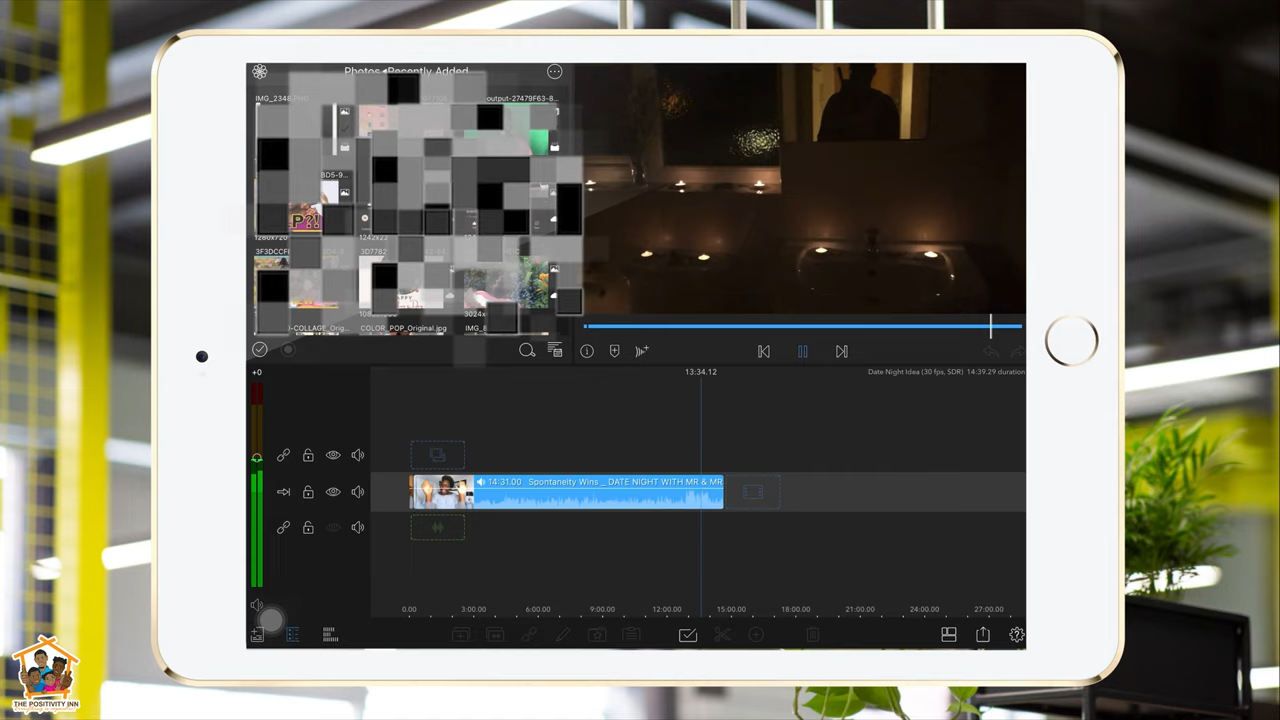 Photos ◂ Recently Added
IMG_2348.PNG
output-27479F63-8...
BD5-9...
P?!
1280x720
1242x22
3F3DCCFI
3D7782
HEIC
APPY
3024x
-COLLAGE_Orig...
COLOR_POP_Original.jpg
IMG_E
+0
13:34.12
Date Night Idea (30 fps, SDR) 14:39.29 duration
14:31.00 Spontaneity Wins _ DATE NIGHT WITH MR & MR
0.00 3:00.00 6:00.00 9:00.00 12:00.00 15:00.00 18:00.00 21:00.00 24:00.00 27:00.00
THE POSITIVITY INN